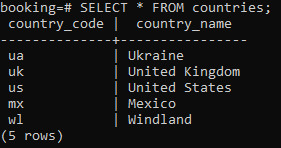 booking=# SELECT * FROM countries;
 country_code |  country_name
--------------+----------------
 ua           | Ukraine
 uk           | United Kingdom
 us           | United States
 mx           | Mexico
 wl           | Windland
(5 rows)